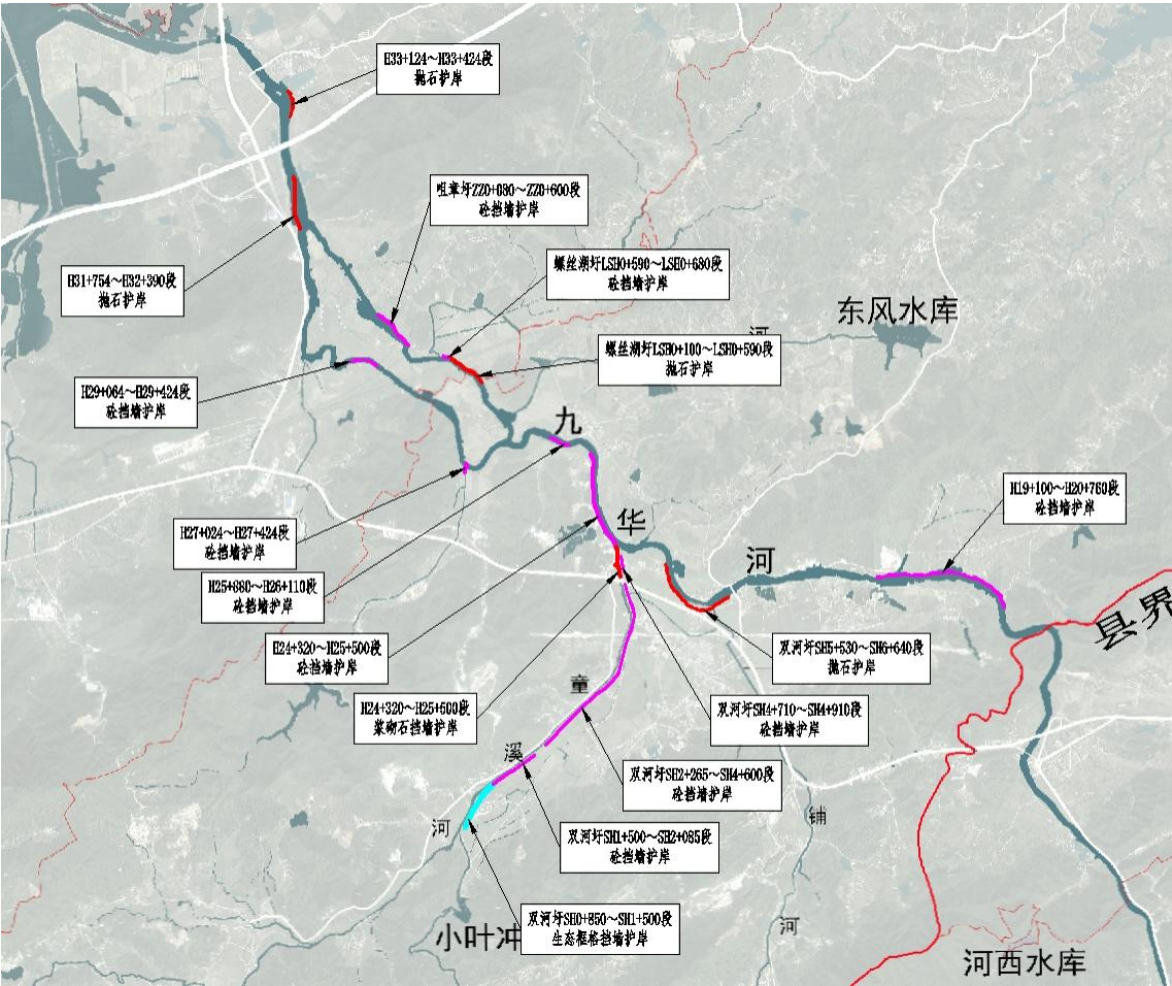 H33+124～H33+424段
抛石护岸
咀章圩ZZ0+080～ZZ0+600段
砼挡墙护岸
螺丝湖圩LSH0+590～LSH0+680段
砼挡墙护岸
H31+754～H32+390段
抛石护岸
东风水库
河
螺丝湖圩LSH0+100～LSH0+590段
抛石护岸
H29+064～H29+424段
砼挡墙护岸
九
华
河
H19+100～H20+760段
砼挡墙护岸
H27+024～H27+424段
砼挡墙护岸
H25+880～H26+110段
砼挡墙护岸
县界
H24+320～H25+500段
砼挡墙护岸
双河圩SH5+530～SH6+640段
抛石护岸
童
溪
河
H24+320～H25+500段
浆砌石挡墙护岸
双河圩SH4+710～SH4+910段
砼挡墙护岸
双河圩SH2+265～SH4+600段
砼挡墙护岸
铺
河
双河圩SH1+500～SH2+085段
砼挡墙护岸
双河圩SH0+850～SH1+500段
生态框格挡墙护岸
小叶冲
河西水库